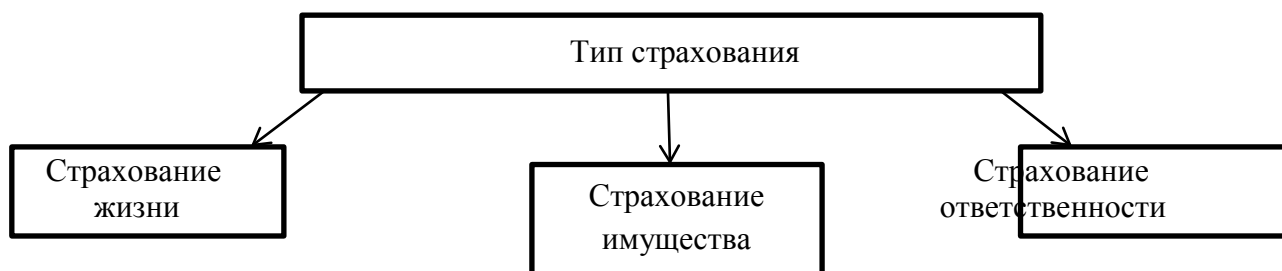 Тип страхования
Страхование
жизни
Страхование
имущества
Страхование
ответственности